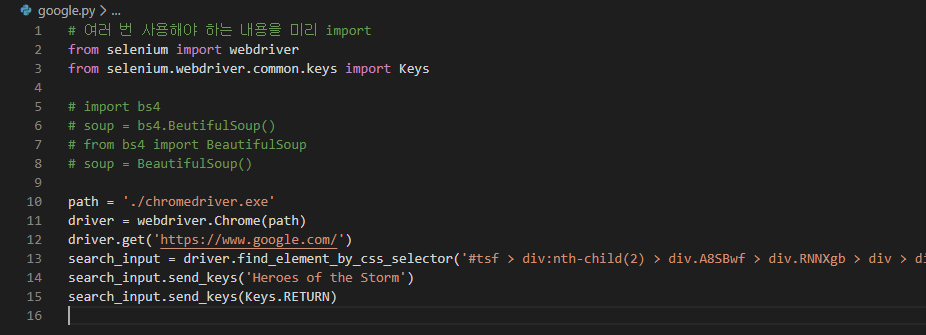 google.py > ...
1 # 여러 번 사용해야 하는 내용을 미리 import
2 from selenium import webdriver
3 from selenium.webdriver.common.keys import Keys
4
5 # import bs4
6 # soup = bs4.BeutifulSoup()
7 # from bs4 import BeautifulSoup
8 # soup = BeautifulSoup()
9
10 path = './chromedriver.exe'
11 driver = webdriver.Chrome(path)
12 driver.get('https://www.google.com/')
13 search_input = driver.find_element_by_css_selector('#tsf > div:nth-child(2) > div.A8SBwf > div.RNNXgb > div > di
14 search_input.send_keys('Heroes of the Storm')
15 search_input.send_keys(Keys.RETURN)
16